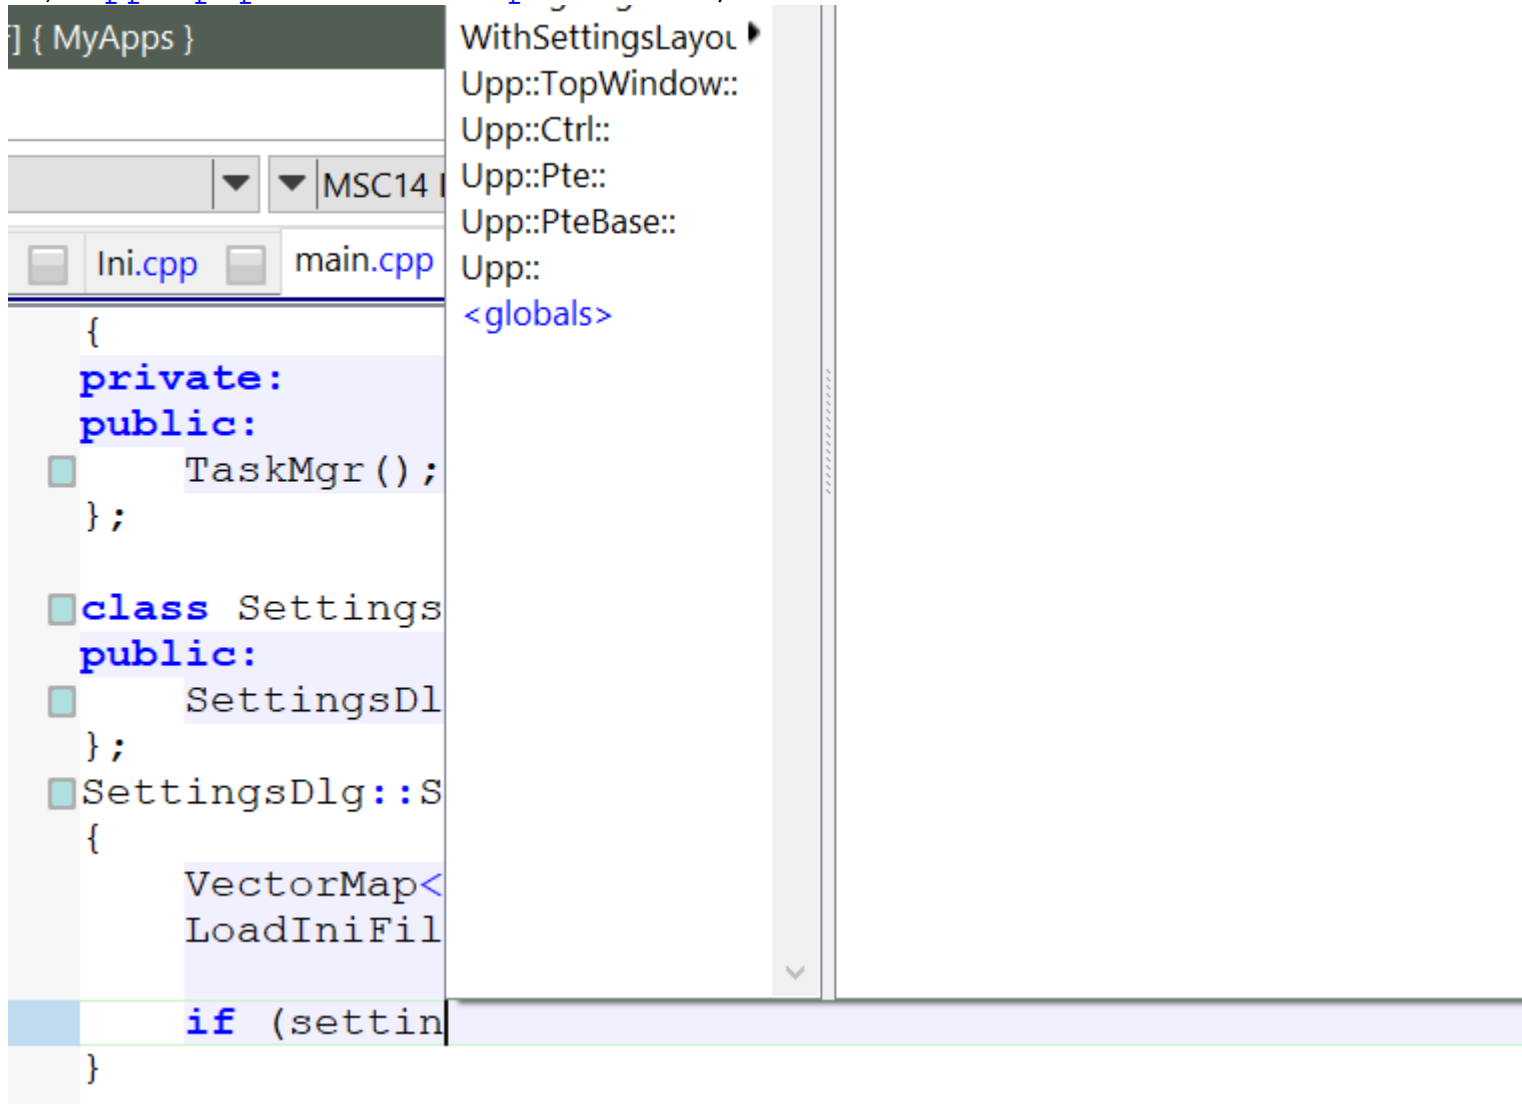 ] { MyApps }
WithSettingsLayou
Upp::TopWindow::
Upp::Ctrl::
MSC14
Upp::Pte::
Upp::PteBase::
Ini.cpp
main.cpp
Upp::
<globals>
{
private:
public:
TaskMgr();
};
class Settings
public:
SettingsDl
};
SettingsDlg::S
{
VectorMap<
LoadIniFil
if (settin
}